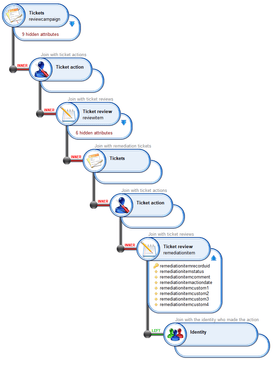 Tickets
reviewcampaign
9 hidden attributes
Join with ticket actions
INNER
Ticket action
Join with ticket reviews
INNER
Ticket review
reviewitem
6 hidden attributes
Join with remediation tickets
INNER
Tickets
Join with ticket actions
INNER
Ticket action
Join with ticket reviews
INNER
Ticket review
remediationitem
remediationitemrecorduid
remediationitemstatus
remediationitemcomment
remediationitemactiondate
remediationitemcustom1
remediationitemcustom2
remediationitemcustom3
remediationitemcustom4
Join with the identity who made the action
LEFT
Identity